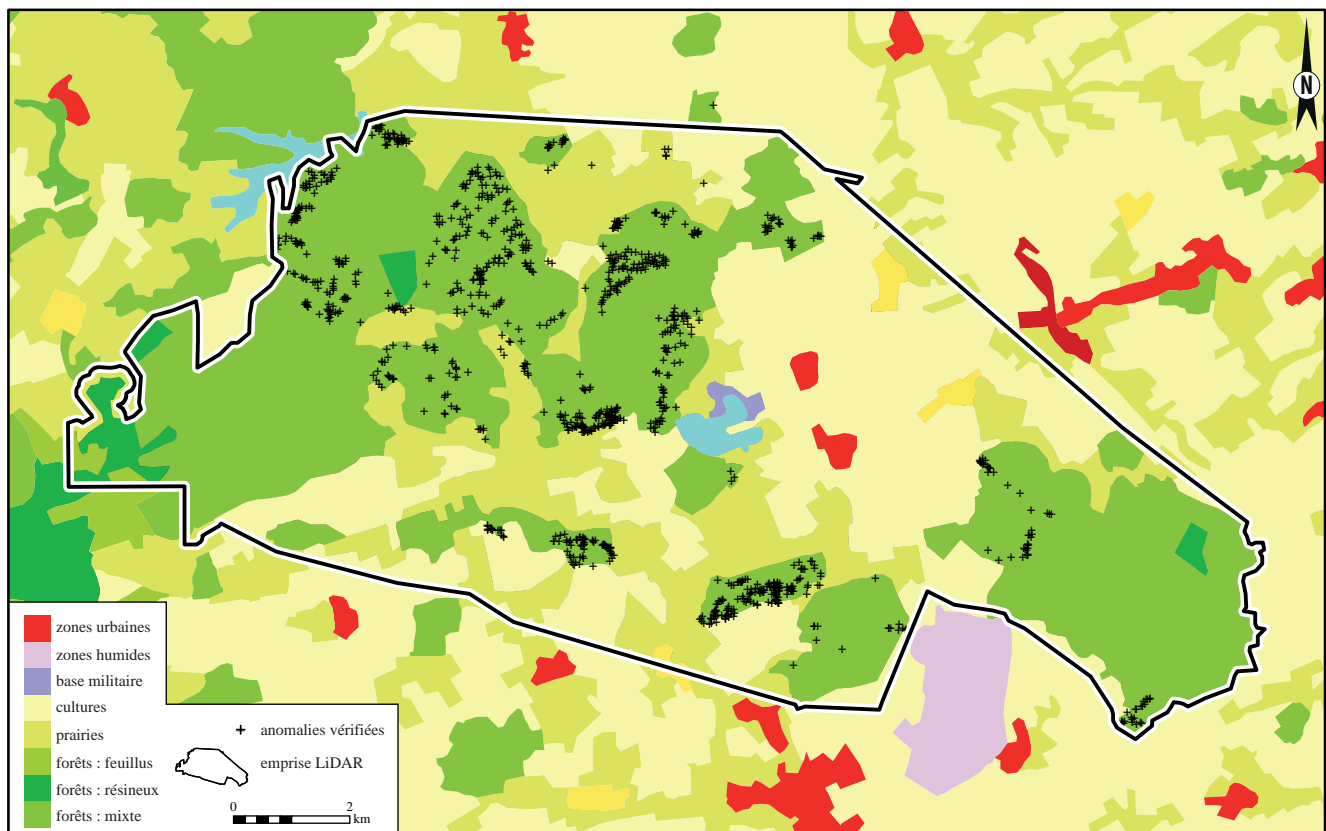 N
zones urbaines
zones humides
base militaire
cultures
prairies
forêts : feuillus
forêts : résineux
forêts : mixte
anomalies vérifiées
emprise LiDAR
0 2
km